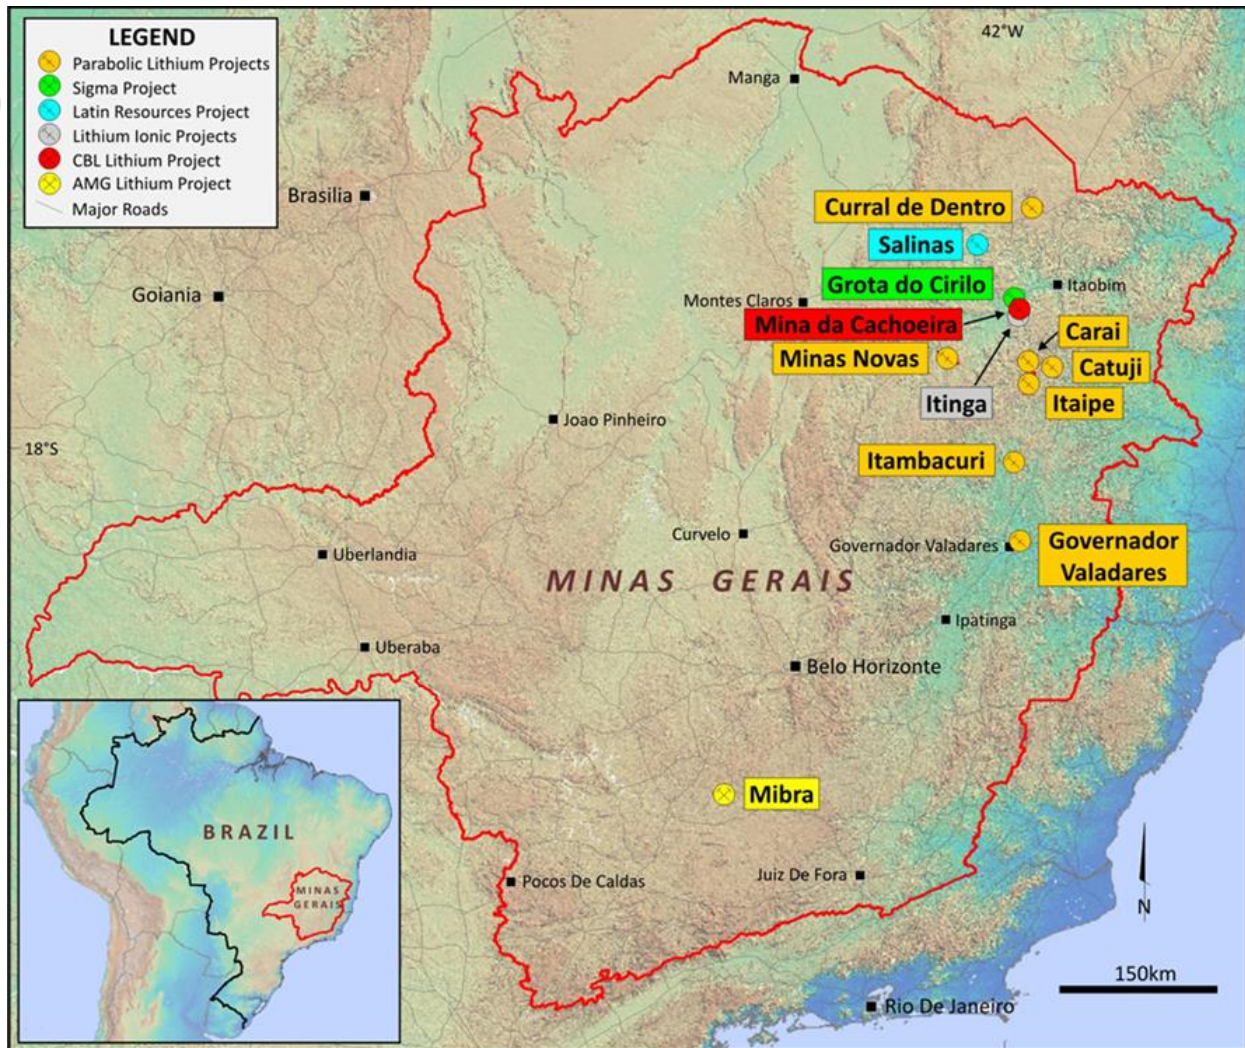 LEGEND
Parabolic Lithium Projects
Sigma Project
Latin Resources Project
Lithium Ionic Projects
CBL Lithium Project
AMG Lithium Project
Major Roads
42°W
Manga
Brasilia
Curral de Dentro
Salinas
Goiania
Grota do Cirilo
Itaobim
Montes Claros
Mina da Cachoeira
Carai
Minas Novas
Catuji
Itinga
Itaipe
Joao Pinheiro
18°S
Itambacuri
Curvelo
Governador Valadares
Governador
Valadares
Uberlandia
MINAS GERAIS
Ipatinga
Uberaba
Belo Horizonte
Mibra
BRAZIL
MINAS
GERAIS
Pocos De Caldas
Juiz De Fora
N
150km
Rio De Janeiro